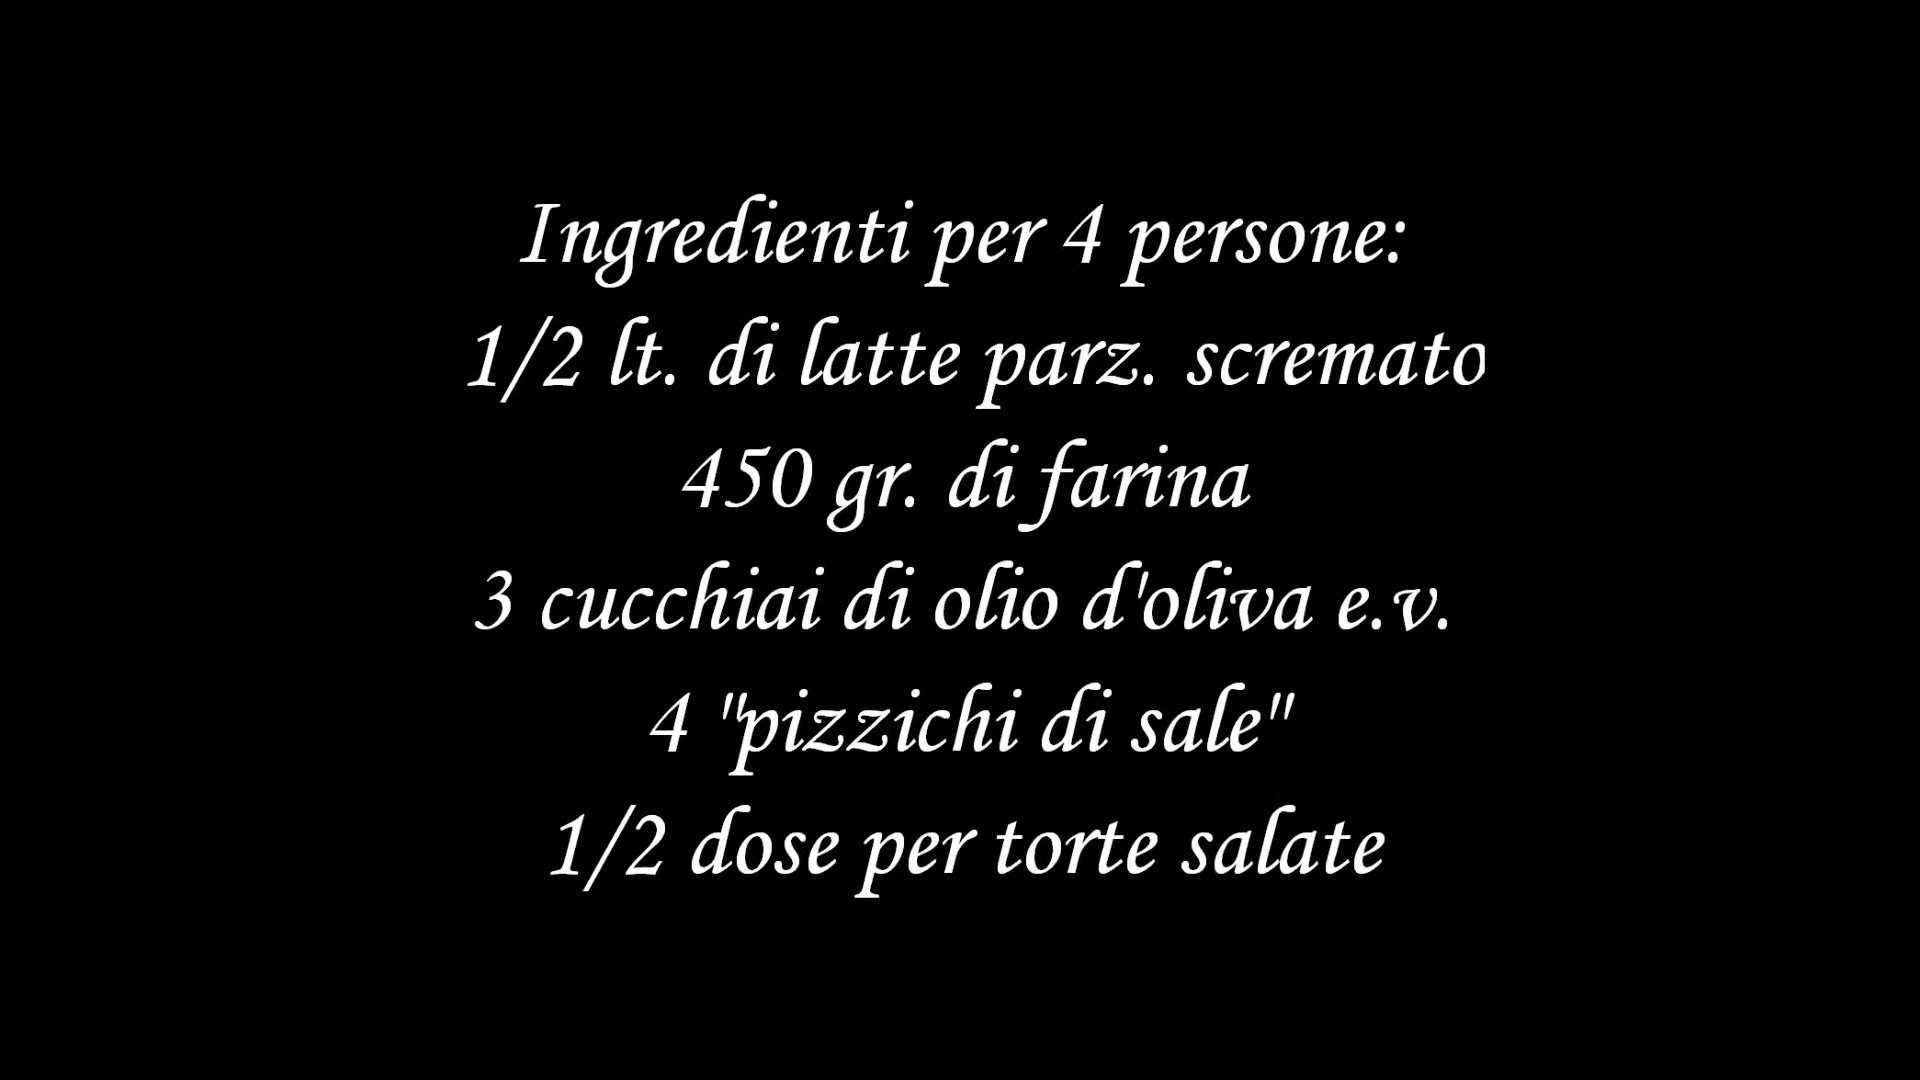 Ingredienti per 4 persone:
1/2 lt. di latte parz. scremato
450 gr. di farina
3 cucchiai di olio d'oliva e.v.
4 "pizzichi di sale"
1/2 dose per torte salate